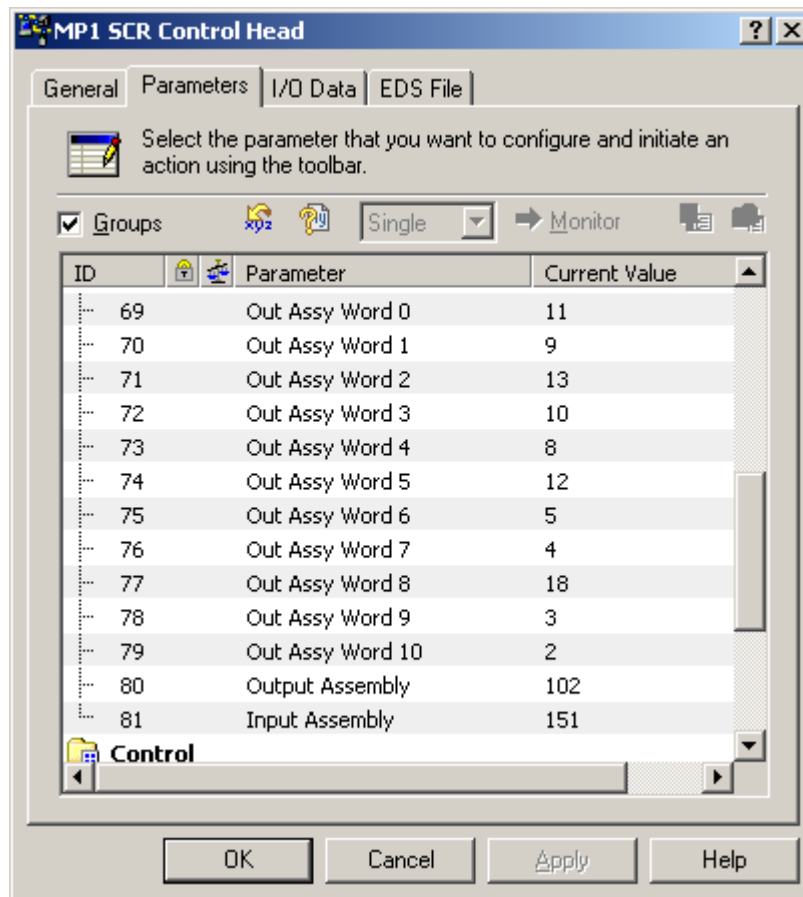 MP1 SCR Control Head
General Parameters I/O Data EDS File
Select the parameter that you want to configure and initiate an
action using the toolbar.
Groups xyz Single Monitor
ID Parameter Current Value
69 Out Assy Word 0 11
70 Out Assy Word 1 9
71 Out Assy Word 2 13
72 Out Assy Word 3 10
73 Out Assy Word 4 8
74 Out Assy Word 5 12
75 Out Assy Word 6 5
76 Out Assy Word 7 4
77 Out Assy Word 8 18
78 Out Assy Word 9 3
79 Out Assy Word 10 2
80 Output Assembly 102
81 Input Assembly 151
Control
OK Cancel Apply Help